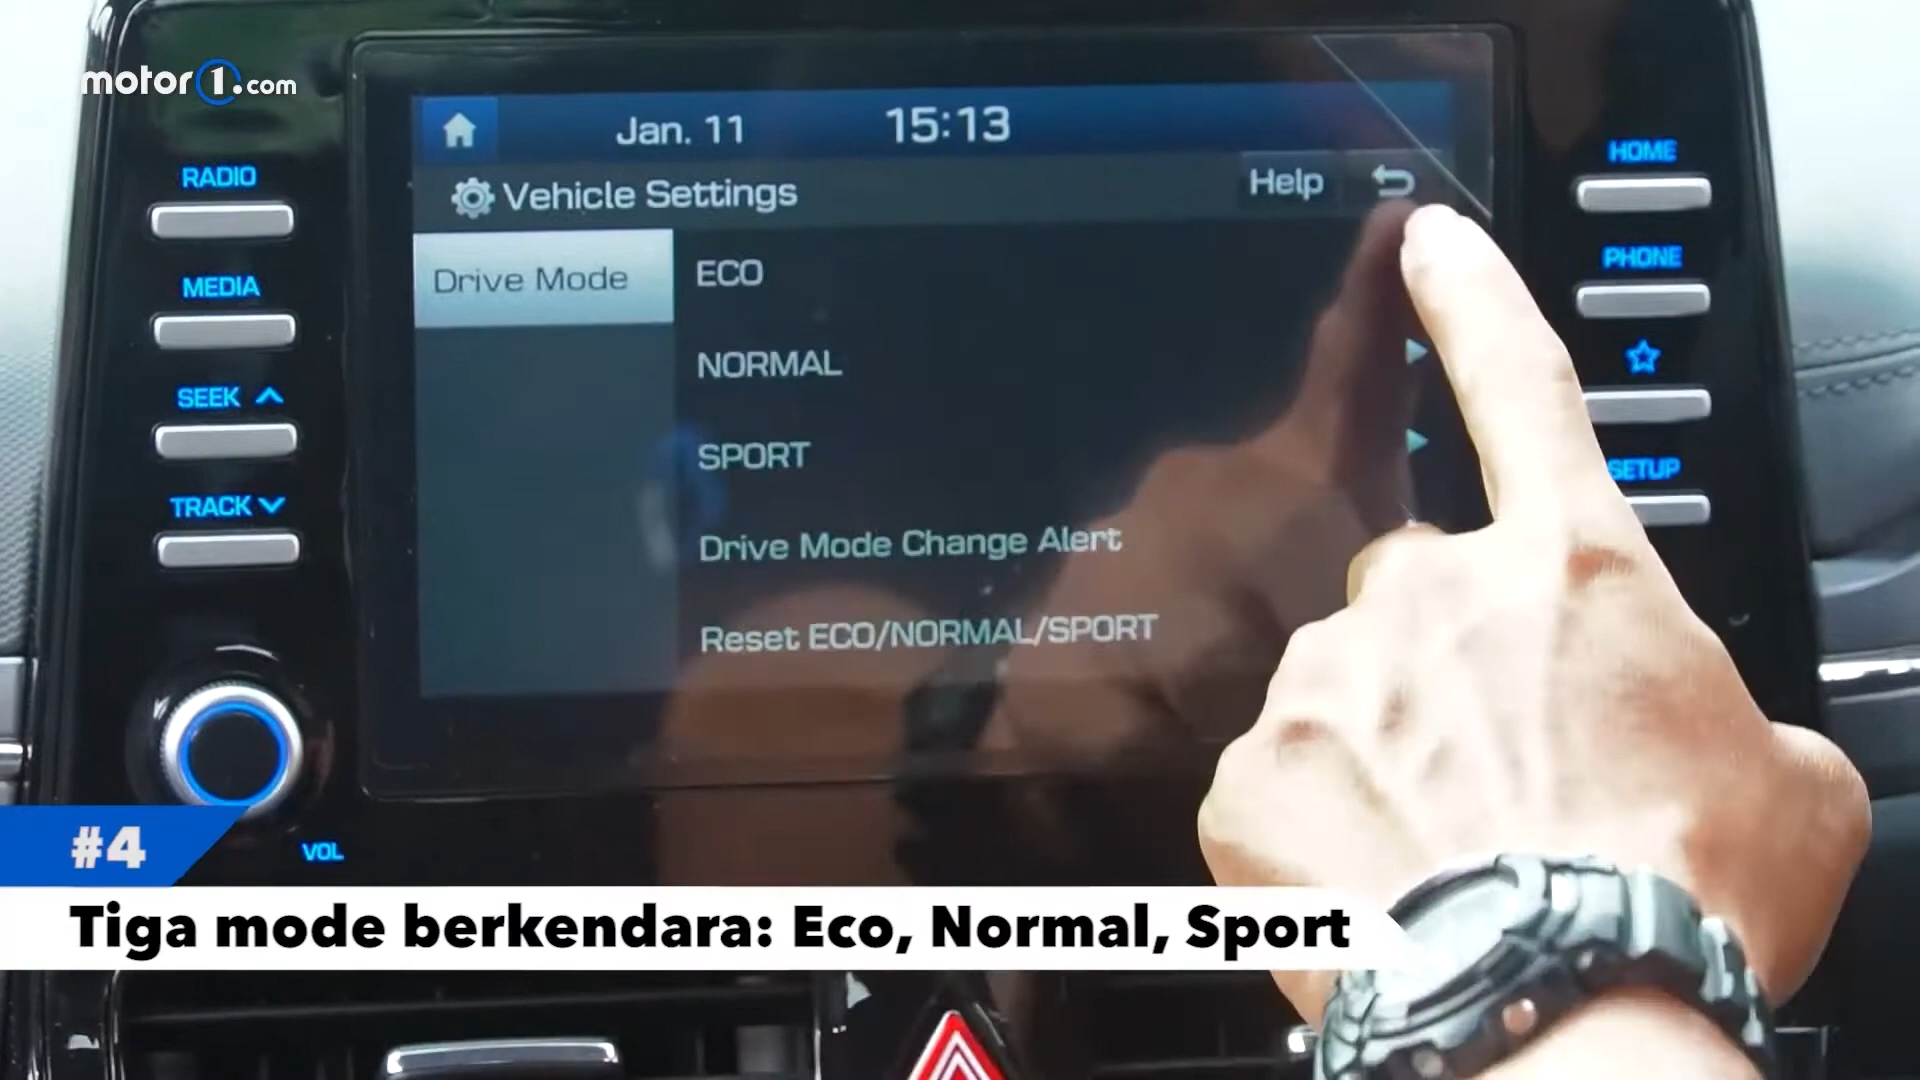 motor1.com
Jan. 11 15:13
Vehicle Settings Help
Drive Mode
ECO
NORMAL
SPORT
Drive Mode Change Alert
Reset ECO/NORMAL/SPORT
RADIO
MEDIA
SEEK
TRACK
VOL
HOME
PHONE
SETUP
#4
Tiga mode berkendara: Eco, Normal, Sport